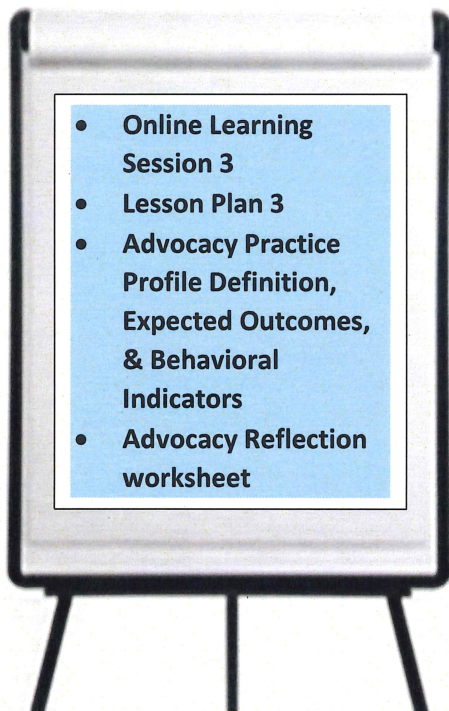 • Online Learning
Session 3
• Lesson Plan 3
• Advocacy Practice
Profile Definition,
Expected Outcomes,
& Behavioral
Indicators
• Advocacy Reflection
worksheet